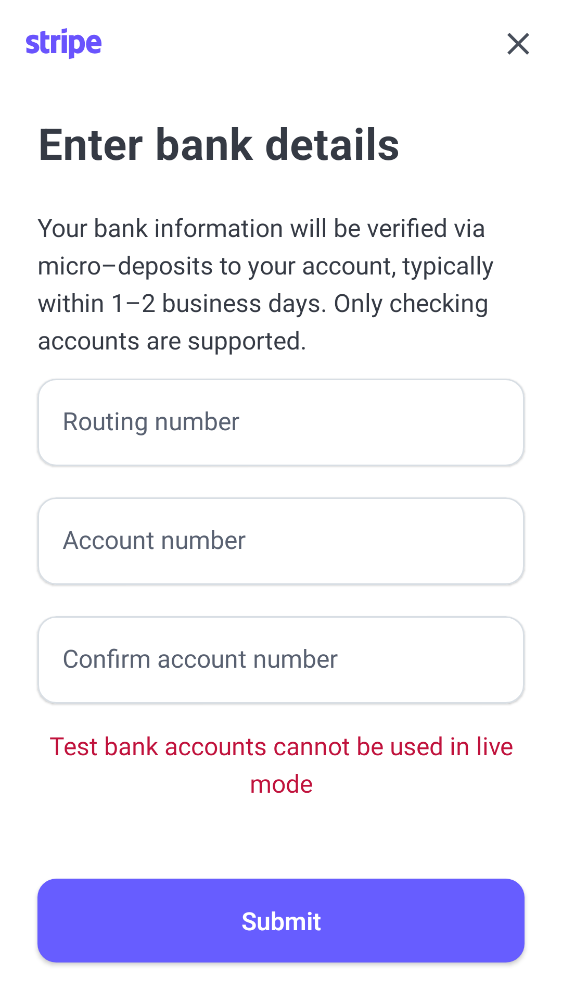 stripe
Enter bank details
Your bank information will be verified via
micro–deposits to your account, typically
within 1–2 business days. Only checking
accounts are supported.
Routing number
Account number
Confirm account number
Test bank accounts cannot be used in live
mode
Submit